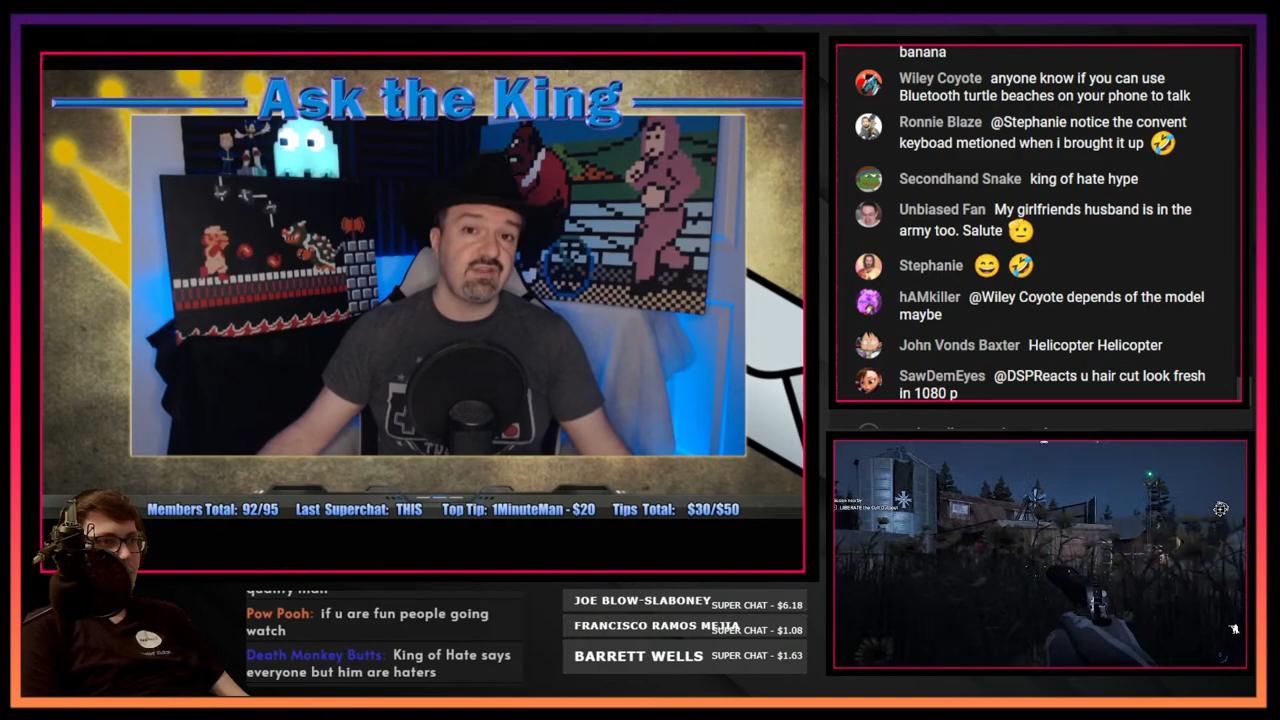 Ask the King
Members Total: 92/95 Last Superchat: THIS Top Tip: 1MinuteMan - $20 Tips Total: $30/$50
banana
Wiley Coyote anyone know if you can use
Bluetooth turtle beaches on your phone to talk
Ronnie Blaze @Stephanie notice the convent
keyboad metioned when i brought it up 🤣
Secondhand Snake king of hate hype
Unbiased Fan My girlfriends husband is in the
army too. Salute 🫡
Stephanie 😄 🤣
hAMkiller @Wiley Coyote depends of the model
maybe
John Vonds Baxter Helicopter Helicopter
SawDemEyes @DSPReacts u hair cut look fresh
in 1080 p
LIBERATE the Cult Outpost
quality man
Pow Pooh: if u are fun people going
watch
Death Monkey Butts: King of Hate says
everyone but him are haters
JOE BLOW-SLABONEY SUPER CHAT - $6.18
FRANCISCO RAMOS MEJIA SUPER CHAT - $1.08
BARRETT WELLS SUPER CHAT - $1.63